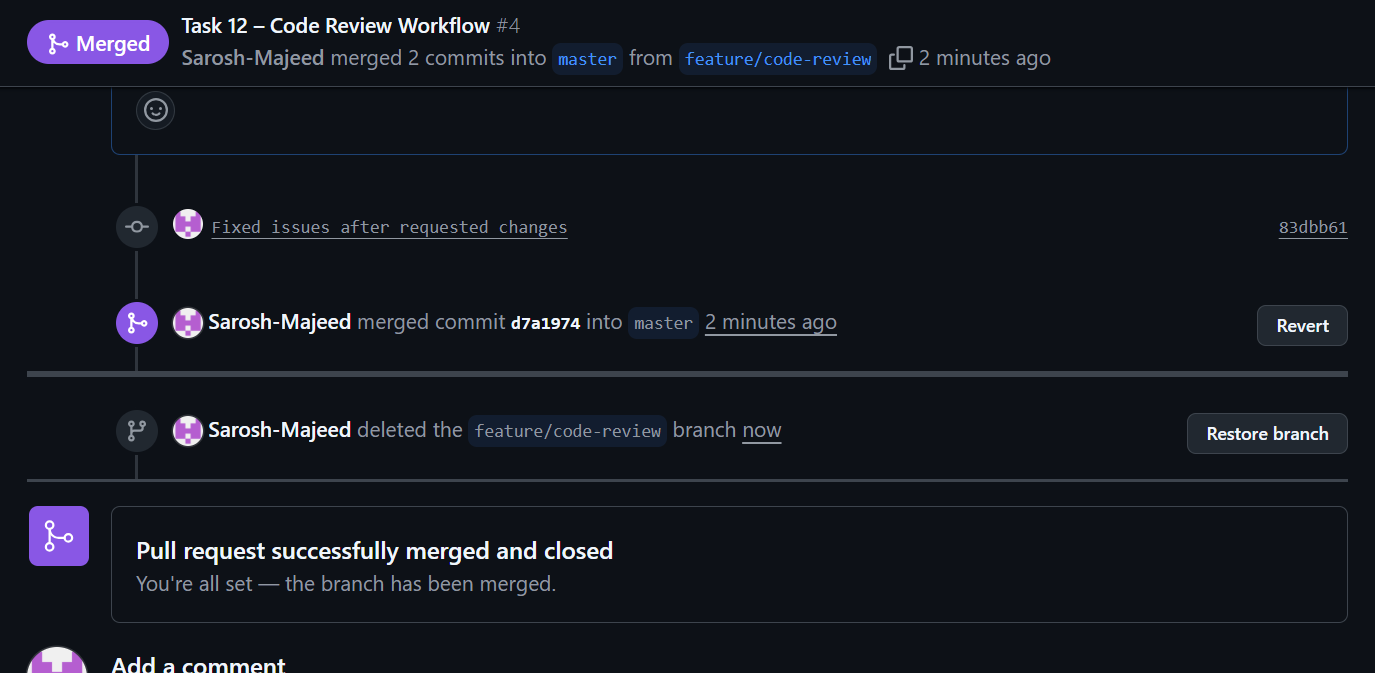 Merged
Task 12 – Code Review Workflow #4
Sarosh-Majeed merged 2 commits into master from feature/code-review 2 minutes ago
Fixed issues after requested changes 83dbb61
Sarosh-Majeed merged commit d7a1974 into master 2 minutes ago Revert
Sarosh-Majeed deleted the feature/code-review branch now Restore branch
Pull request successfully merged and closed
You're all set — the branch has been merged.
Add a comment